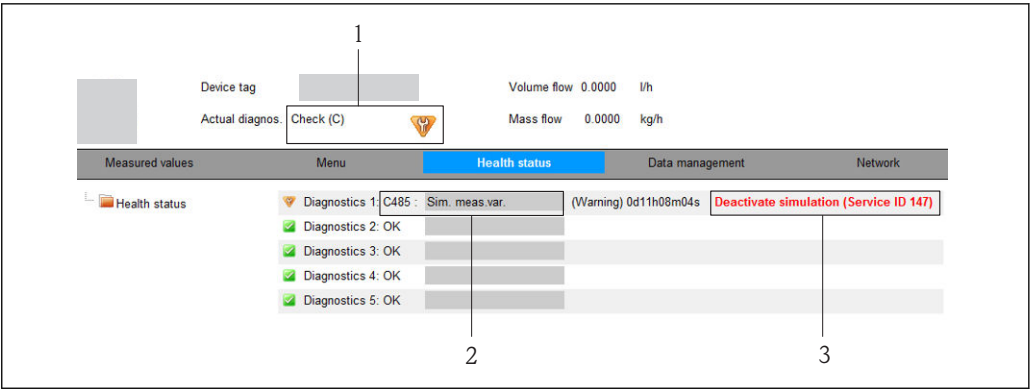 1
Device tag Volume flow 0.0000 l/h
Actual diagnos. Check (C) Mass flow 0.0000 kg/h
Measured values Menu Health status Data management Network
Health status
Diagnostics 1: C485 : Sim. meas.var. (Warning) 0d11h08m04s Deactivate simulation (Service ID 147)
Diagnostics 2: OK
Diagnostics 3: OK
Diagnostics 4: OK
Diagnostics 5: OK
2 3